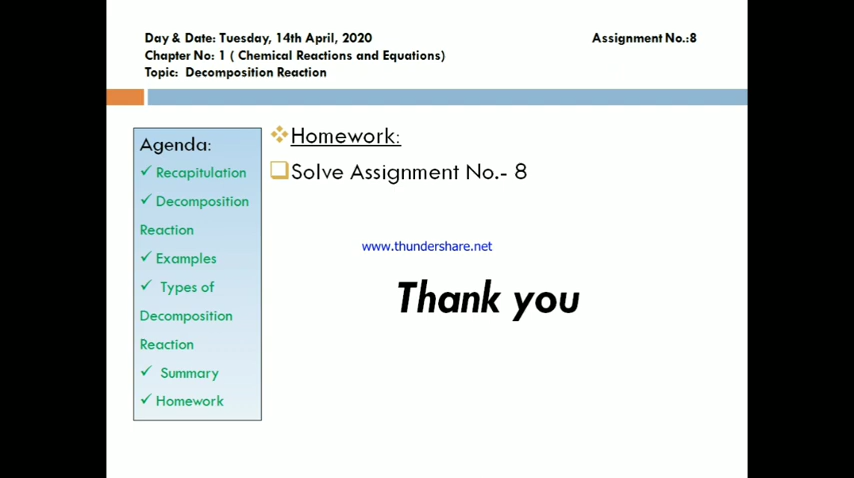 Day & Date: Tuesday, 14th April, 2020
Assignment No.:8
Chapter No: 1 ( Chemical Reactions and Equations)
Topic: Decomposition Reaction
Agenda:
✓ Recapitulation
✓ Decomposition
Reaction
✓ Examples
✓ Types of
Decomposition
Reaction
✓ Summary
✓ Homework
❖Homework:
❑Solve Assignment No.- 8
www.thundershare.net
Thank you